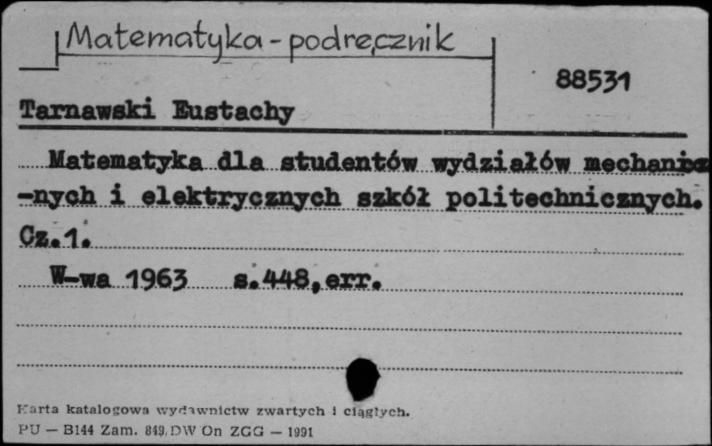 Matematyka - podręcznik
88531
Tarnawski Eustachy
Matematyka dla studentów wydziałów mechanicz
-nych i elektrycznych szkół politechnicznych.
Cz.1.
W-wa 1963 s.448,err.
Karta katalogowa wydawnictw zwartych i ciągłych.
PU — B144 Zam. 849. DW On ZGG — 1991